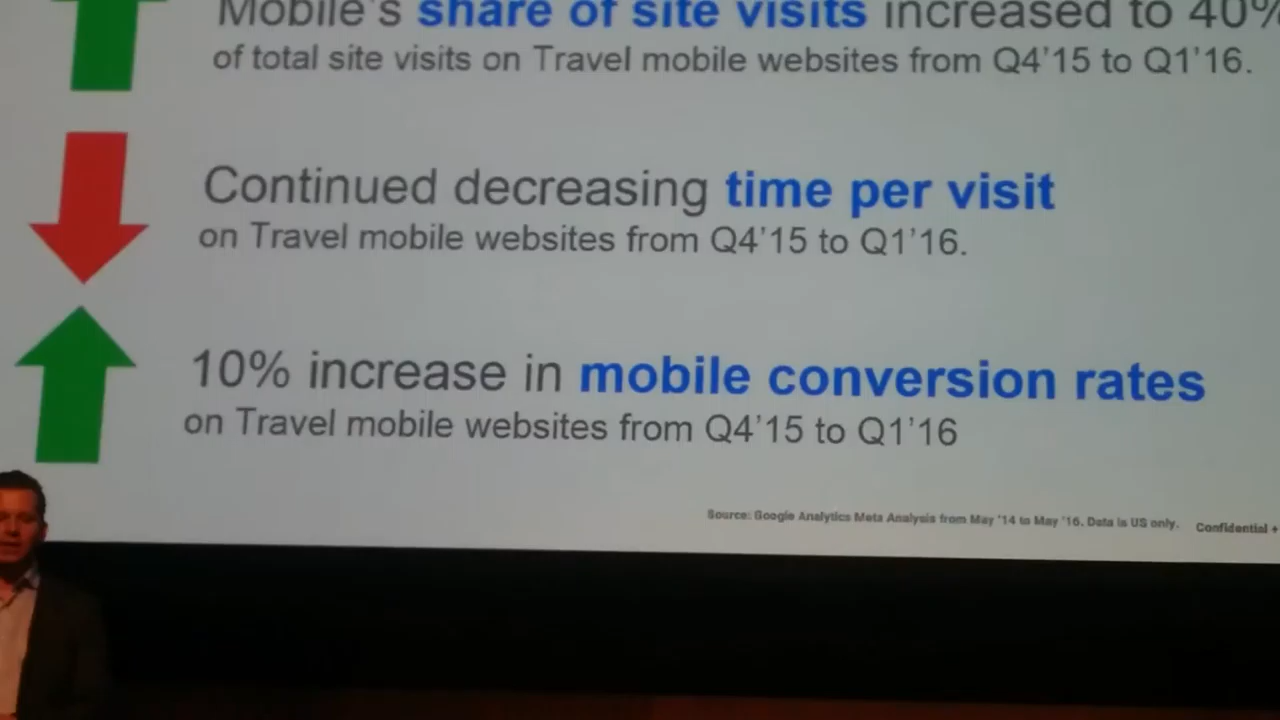 Mobile's share of site visits increased to 40%
of total site visits on Travel mobile websites from Q4'15 to Q1'16.
Continued decreasing time per visit
on Travel mobile websites from Q4'15 to Q1'16.
10% increase in mobile conversion rates
on Travel mobile websites from Q4'15 to Q1'16
Source: Google Analytics Meta Analysis from May '14 to May '16. Data is US only. Confidential +